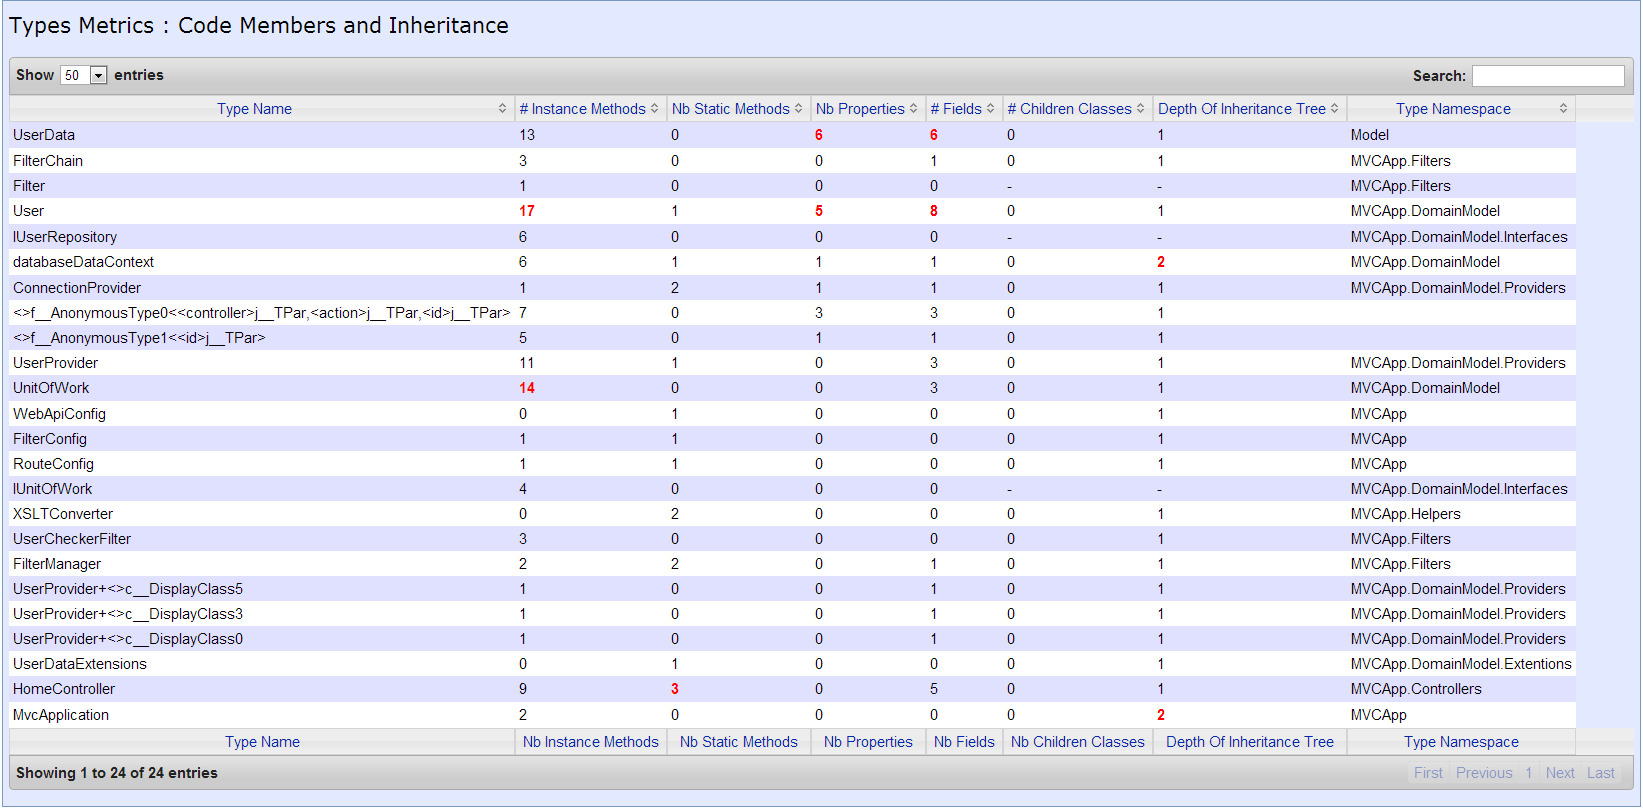 Types Metrics : Code Members and Inheritance
Show 50 entries Search:
Type Name # Instance Methods Nb Static Methods Nb Properties # Fields # Children Classes Depth Of Inheritance Tree Type Namespace
UserData 13 0 6 6 0 1 Model
FilterChain 3 0 0 1 0 1 MVCApp.Filters
Filter 1 0 0 0 - - MVCApp.Filters
User 17 1 5 8 0 1 MVCApp.DomainModel
IUserRepository 6 0 0 0 - - MVCApp.DomainModel.Interfaces
databaseDataContext 6 1 1 1 0 2 MVCApp.DomainModel
ConnectionProvider 1 2 1 1 0 1 MVCApp.DomainModel.Providers
<>f__AnonymousType0<<controller>j__TPar,<action>j__TPar,<id>j__TPar> 7 0 3 3 0 1
<>f__AnonymousType1<<id>j__TPar> 5 0 1 1 0 1
UserProvider 11 1 0 3 0 1 MVCApp.DomainModel.Providers
UnitOfWork 14 0 0 3 0 1 MVCApp.DomainModel
WebApiConfig 0 1 0 0 0 1 MVCApp
FilterConfig 1 1 0 0 0 1 MVCApp
RouteConfig 1 1 0 0 0 1 MVCApp
IUnitOfWork 4 0 0 0 - - MVCApp.DomainModel.Interfaces
XSLTConverter 0 2 0 0 0 1 MVCApp.Helpers
UserCheckerFilter 3 0 0 0 0 1 MVCApp.Filters
FilterManager 2 2 0 1 0 1 MVCApp.Filters
UserProvider+<>c__DisplayClass5 1 0 0 1 0 1 MVCApp.DomainModel.Providers
UserProvider+<>c__DisplayClass3 1 0 0 1 0 1 MVCApp.DomainModel.Providers
UserProvider+<>c__DisplayClass0 1 0 0 1 0 1 MVCApp.DomainModel.Providers
UserDataExtensions 0 1 0 0 0 1 MVCApp.DomainModel.Extentions
HomeController 9 3 0 5 0 1 MVCApp.Controllers
MvcApplication 2 0 0 0 0 2 MVCApp
Type Name Nb Instance Methods Nb Static Methods Nb Properties Nb Fields Nb Children Classes Depth Of Inheritance Tree Type Namespace
Showing 1 to 24 of 24 entries First Previous 1 Next Last